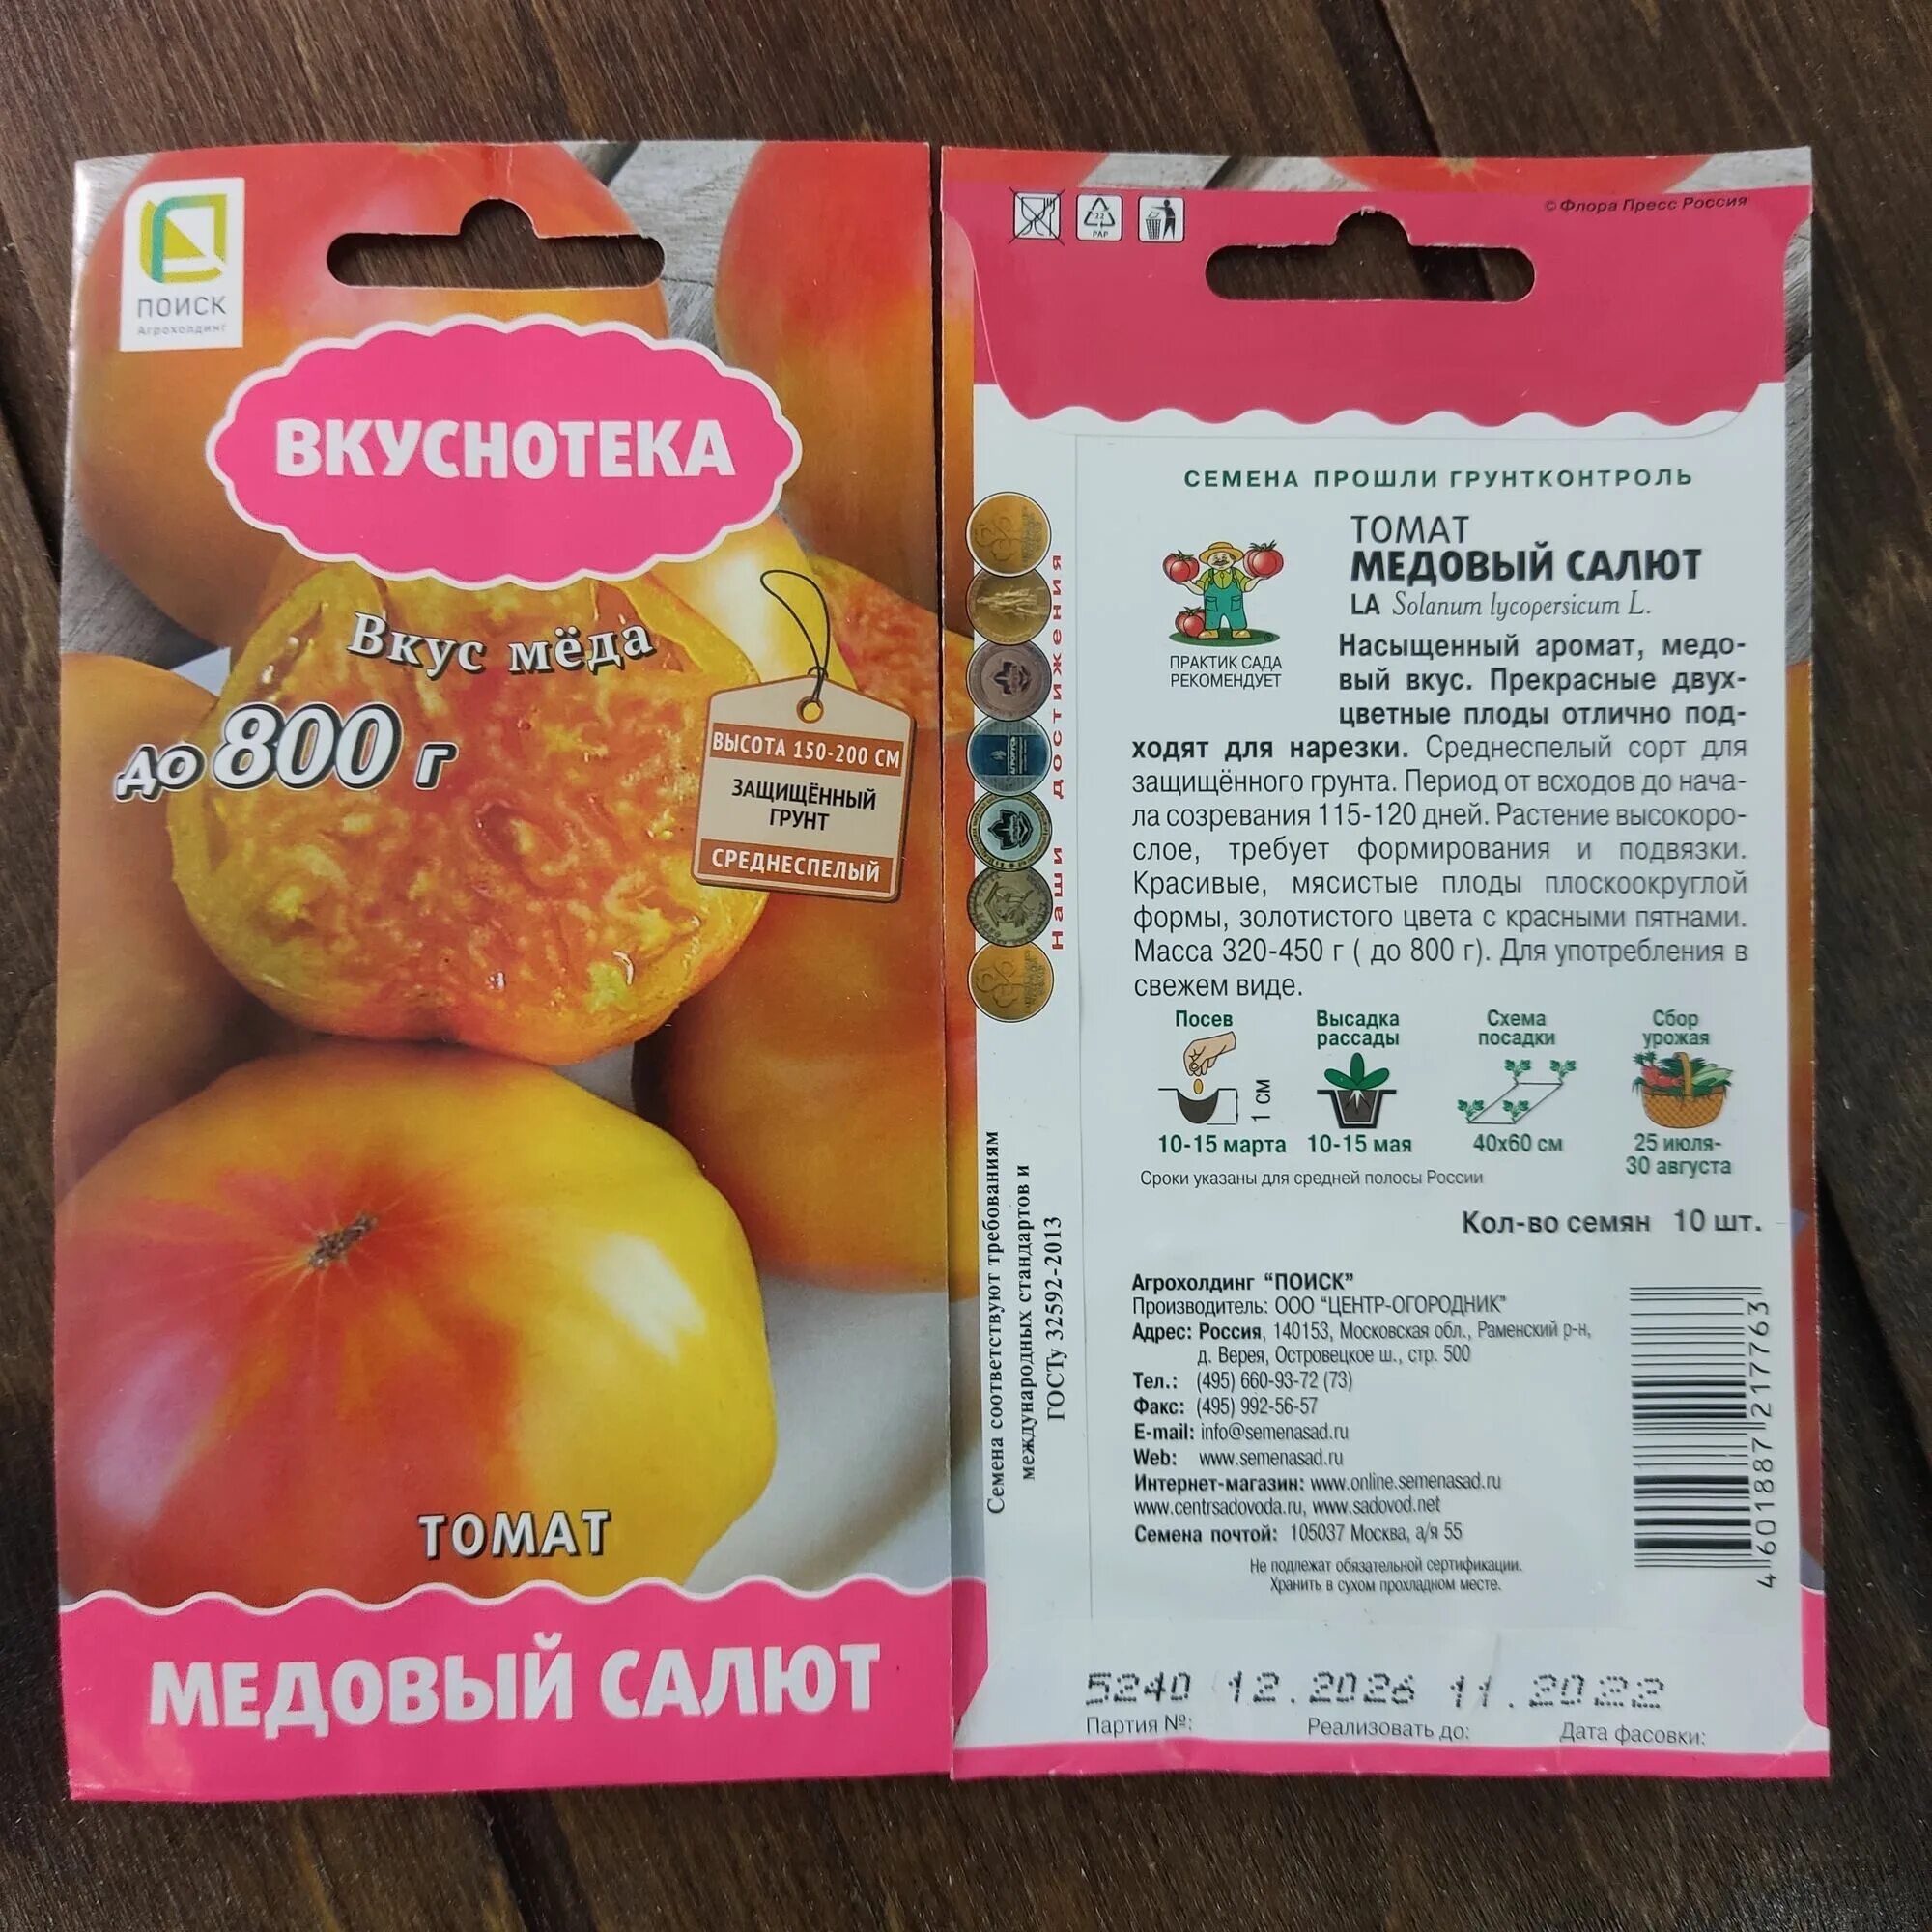 ПОИСК
Агрохолдинг
ВКУСНОТЕКА
Вкус мёда
до 800 г
ВЫСОТА 150-200 СМ
ЗАЩИЩЁННЫЙ
ГРУНТ
СРЕДНЕСПЕЛЫЙ
ТОМАТ
МЕДОВЫЙ САЛЮТ
22
PAP
© Флора Пресс Россия
СЕМЕНА ПРОШЛИ ГРУНТКОНТРОЛЬ
ТОМАТ
МЕДОВЫЙ САЛЮТ
LA Solanum lycopersicum L.
ПРАКТИК САДА
РЕКОМЕНДУЕТ
Насыщенный аромат, медо-
вый вкус. Прекрасные двух-
цветные плоды отлично под-
ходят для нарезки. Среднеспелый сорт для
защищённого грунта. Период от всходов до нача-
ла созревания 115-120 дней. Растение высокоро-
слое, требует формирования и подвязки.
Красивые, мясистые плоды плоскоокруглой
формы, золотистого цвета с красными пятнами.
Масса 320-450 г ( до 800 г). Для употребления в
свежем виде.
Наши достижения
Посев
1 см
10-15 марта
Высадка
рассады
10-15 мая
Схема
посадки
40х60 см
Сбор
урожая
25 июля-
30 августа
Сроки указаны для средней полосы России
Кол-во семян 10 шт.
Семена соответствуют требованиям
международных стандартов и
ГОСТу 32592-2013
Агрохолдинг “ПОИСК”
Производитель: ООО “ЦЕНТР-ОГОРОДНИК”
Адрес: Россия, 140153, Московская обл., Раменский р-н,
д. Верея, Островецкое ш., стр. 500
Тел.: (495) 660-93-72 (73)
Факс: (495) 992-56-57
E-mail: info@semenasad.ru
Web: www.semenasad.ru
Интернет-магазин: www.online.semenasad.ru
www.centrsadovoda.ru, www.sadovod.net
Семена почтой: 105037 Москва, а/я 55
Не подлежат обязательной сертификации.
Хранить в сухом прохладном месте.
4 601887 217763
5240 12.2026 11.2022
Партия №: Реализовать до: Дата фасовки: